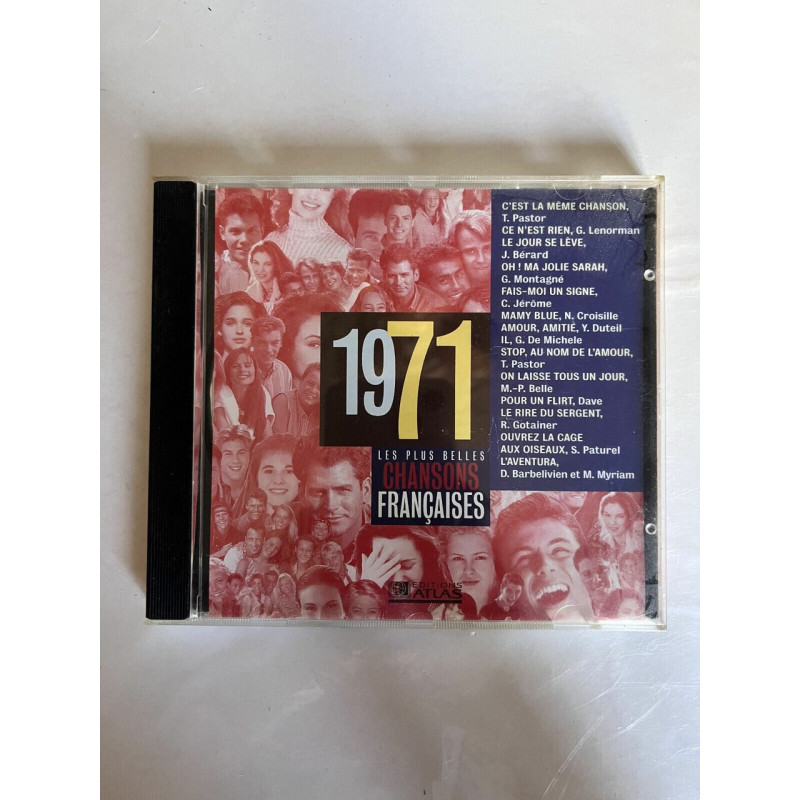 C'EST LA MÊME CHANSON,
T. Pastor
CE N'EST RIEN, G. Lenorman
LE JOUR SE LÈVE,
J. Bérard
OH ! MA JOLIE SARAH,
G. Montagné
FAIS-MOI UN SIGNE,
C. Jérôme
MAMY BLUE, N. Croisille
AMOUR, AMITIÉ, Y. Duteil
IL, G. De Michele
STOP, AU NOM DE L'AMOUR,
T. Pastor
ON LAISSE TOUS UN JOUR,
M.-P. Belle
POUR UN FLIRT, Dave
LE RIRE DU SERGENT,
R. Gotainer
OUVREZ LA CAGE
AUX OISEAUX, S. Paturel
L'AVENTURA,
D. Barbelivien et M. Myriam
1971
LES PLUS BELLES
CHANSONS
FRANÇAISES
EDITIONS
ATLAS